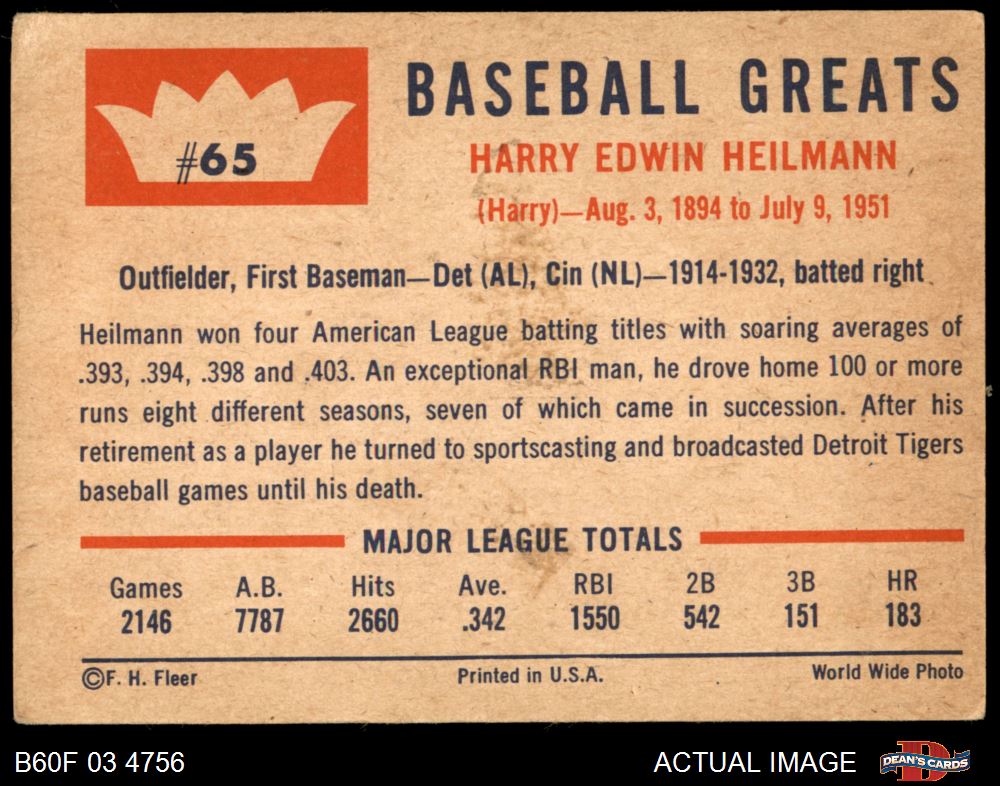 #65
BASEBALL GREATS
HARRY EDWIN HEILMANN
(Harry)—Aug. 3, 1894 to July 9, 1951
Outfielder, First Baseman—Det (AL), Cin (NL)—1914-1932, batted right
Heilmann won four American League batting titles with soaring averages of
.393, .394, .398 and .403. An exceptional RBI man, he drove home 100 or more
runs eight different seasons, seven of which came in succession. After his
retirement as a player he turned to sportscasting and broadcasted Detroit Tigers
baseball games until his death.
MAJOR LEAGUE TOTALS
Games A.B. Hits Ave. RBI 2B 3B HR
2146 7787 2660 .342 1550 542 151 183
©F. H. Fleer Printed in U.S.A. World Wide Photo
B60F 03 4756 ACTUAL IMAGE DEAN'S CARDS